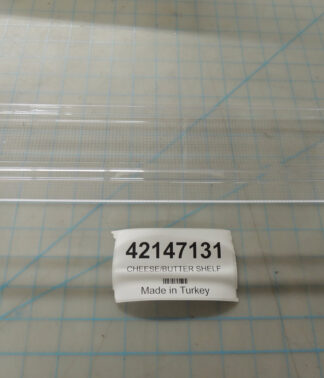 42147131
CHEESE/BUTTER SHELF
Made in Turkey